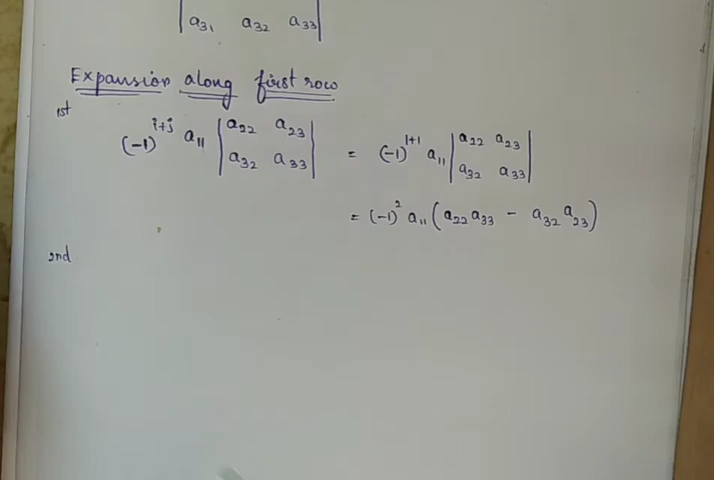 | a₃₁ a₃₂ a₃₃ |
Expansion along first row
1st
(-1)^{i+j} a₁₁ | a₂₂ a₂₃ | = (-1)^{1+1} a₁₁ | a₂₂ a₂₃ |
| a₃₂ a₃₃ | | a₃₂ a₃₃ |
= (-1)² a₁₁ (a₂₂ a₃₃ - a₃₂ a₂₃)
2nd